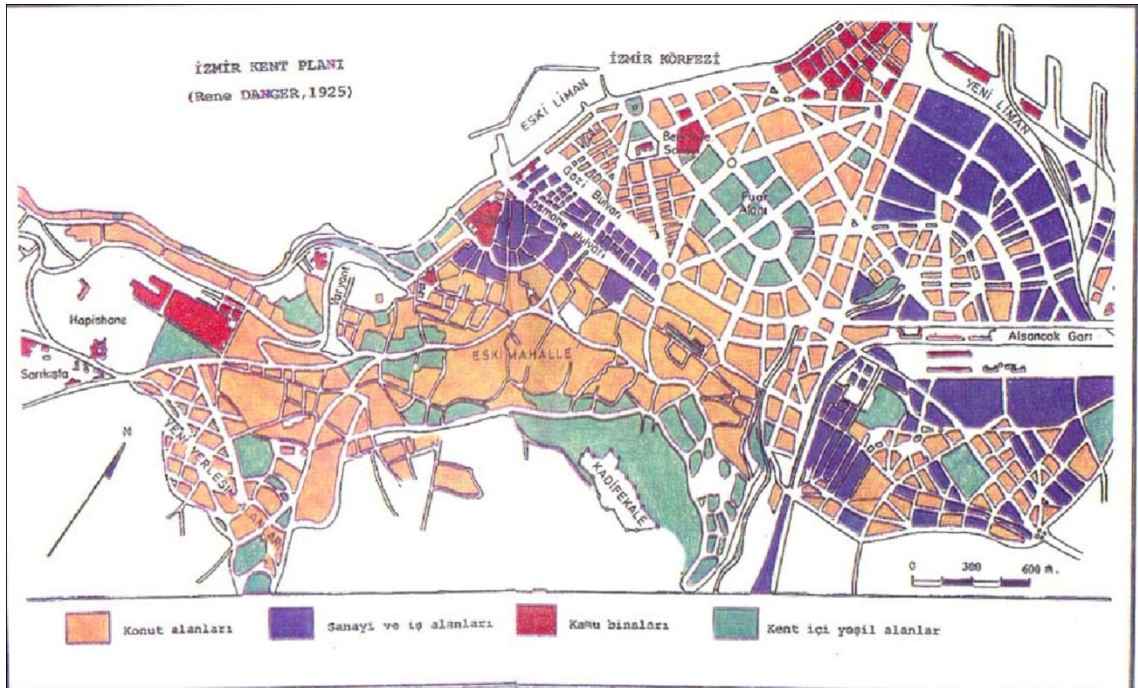 İZMİR KENT PLANI
(Rene DANGER,1925)
İZMİR KÖRFEZİ
ESKİ LİMAN
YENİ LİMAN
Gazi Bulvarı
Fuar
Alanı
Varyant
Hapishane
Sarıkışla
ESKİ MAHALLE
Alsancak Garı
N
KADİFEKALE
0 300 600 m.
Konut alanları
Sanayi ve iş alanları
Kamu binaları
Kent içi yeşil alanlar